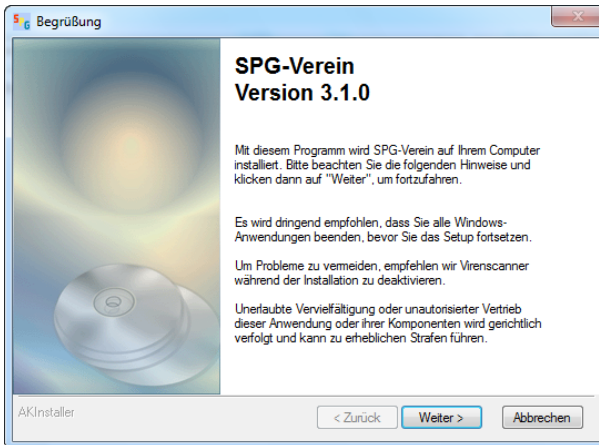 SPG Begrüßung
SPG-Verein
Version 3.1.0
Mit diesem Programm wird SPG-Verein auf Ihrem Computer
installiert. Bitte beachten Sie die folgenden Hinweise und
klicken dann auf "Weiter", um fortzufahren.
Es wird dringend empfohlen, dass Sie alle Windows-
Anwendungen beenden, bevor Sie das Setup fortsetzen.
Um Probleme zu vermeiden, empfehlen wir Virenscanner
während der Installation zu deaktivieren.
Unerlaubte Vervielfältigung oder unautorisierter Vertrieb
dieser Anwendung oder ihrer Komponenten wird gerichtlich
verfolgt und kann zu erheblichen Strafen führen.
AKInstaller
< Zurück Weiter > Abbrechen